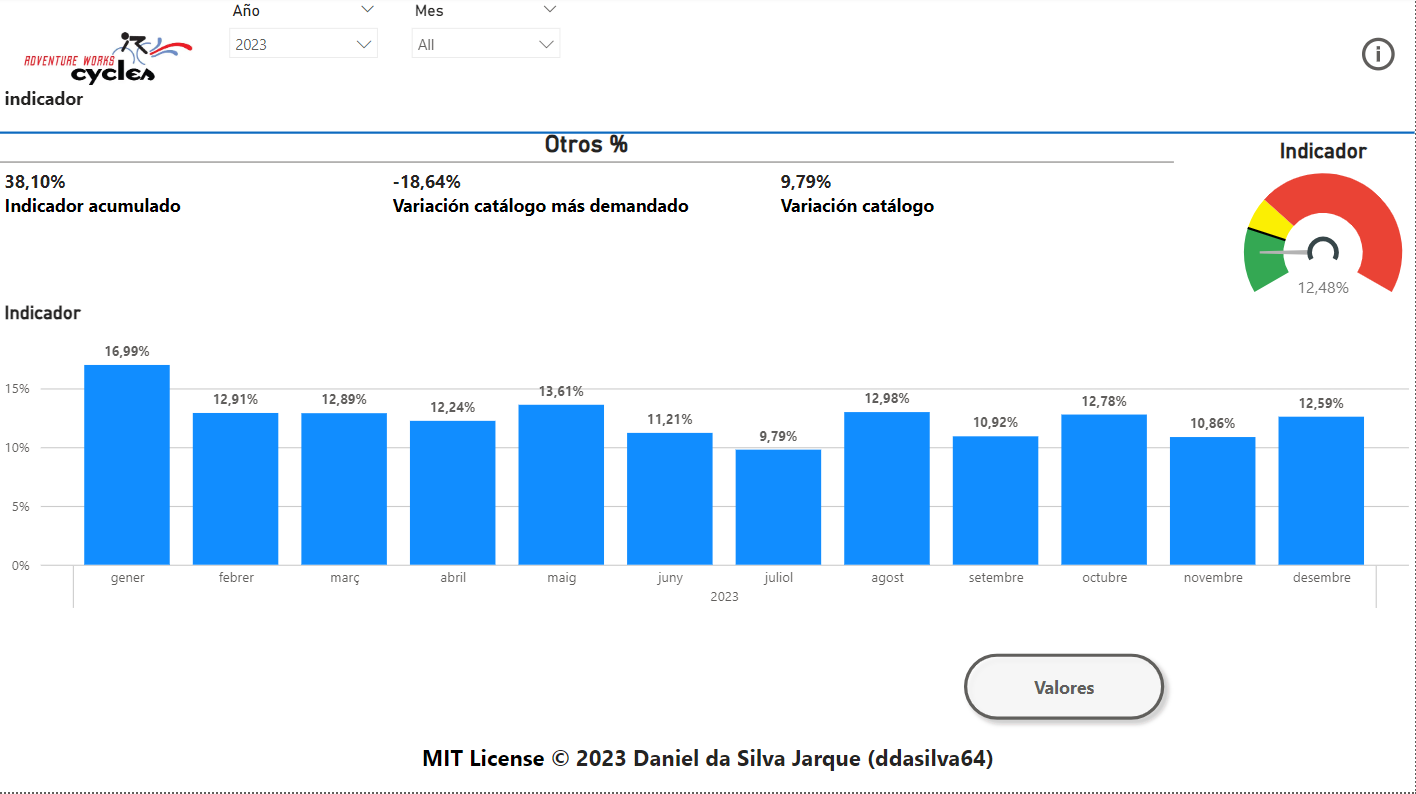 Año
Mes
2023
All
ADVENTURE WORKS
cycles
i
indicador
Otros %
38,10%
Indicador acumulado
-18,64%
Variación catálogo más demandado
9,79%
Variación catálogo
Indicador
12,48%
Indicador
16,99%
12,91%
12,89%
12,24%
13,61%
11,21%
9,79%
12,98%
10,92%
12,78%
10,86%
12,59%
15%
10%
5%
0%
gener
febrer
març
abril
maig
juny
juliol
agost
setembre
octubre
novembre
desembre
2023
Valores
MIT License © 2023 Daniel da Silva Jarque (ddasilva64)